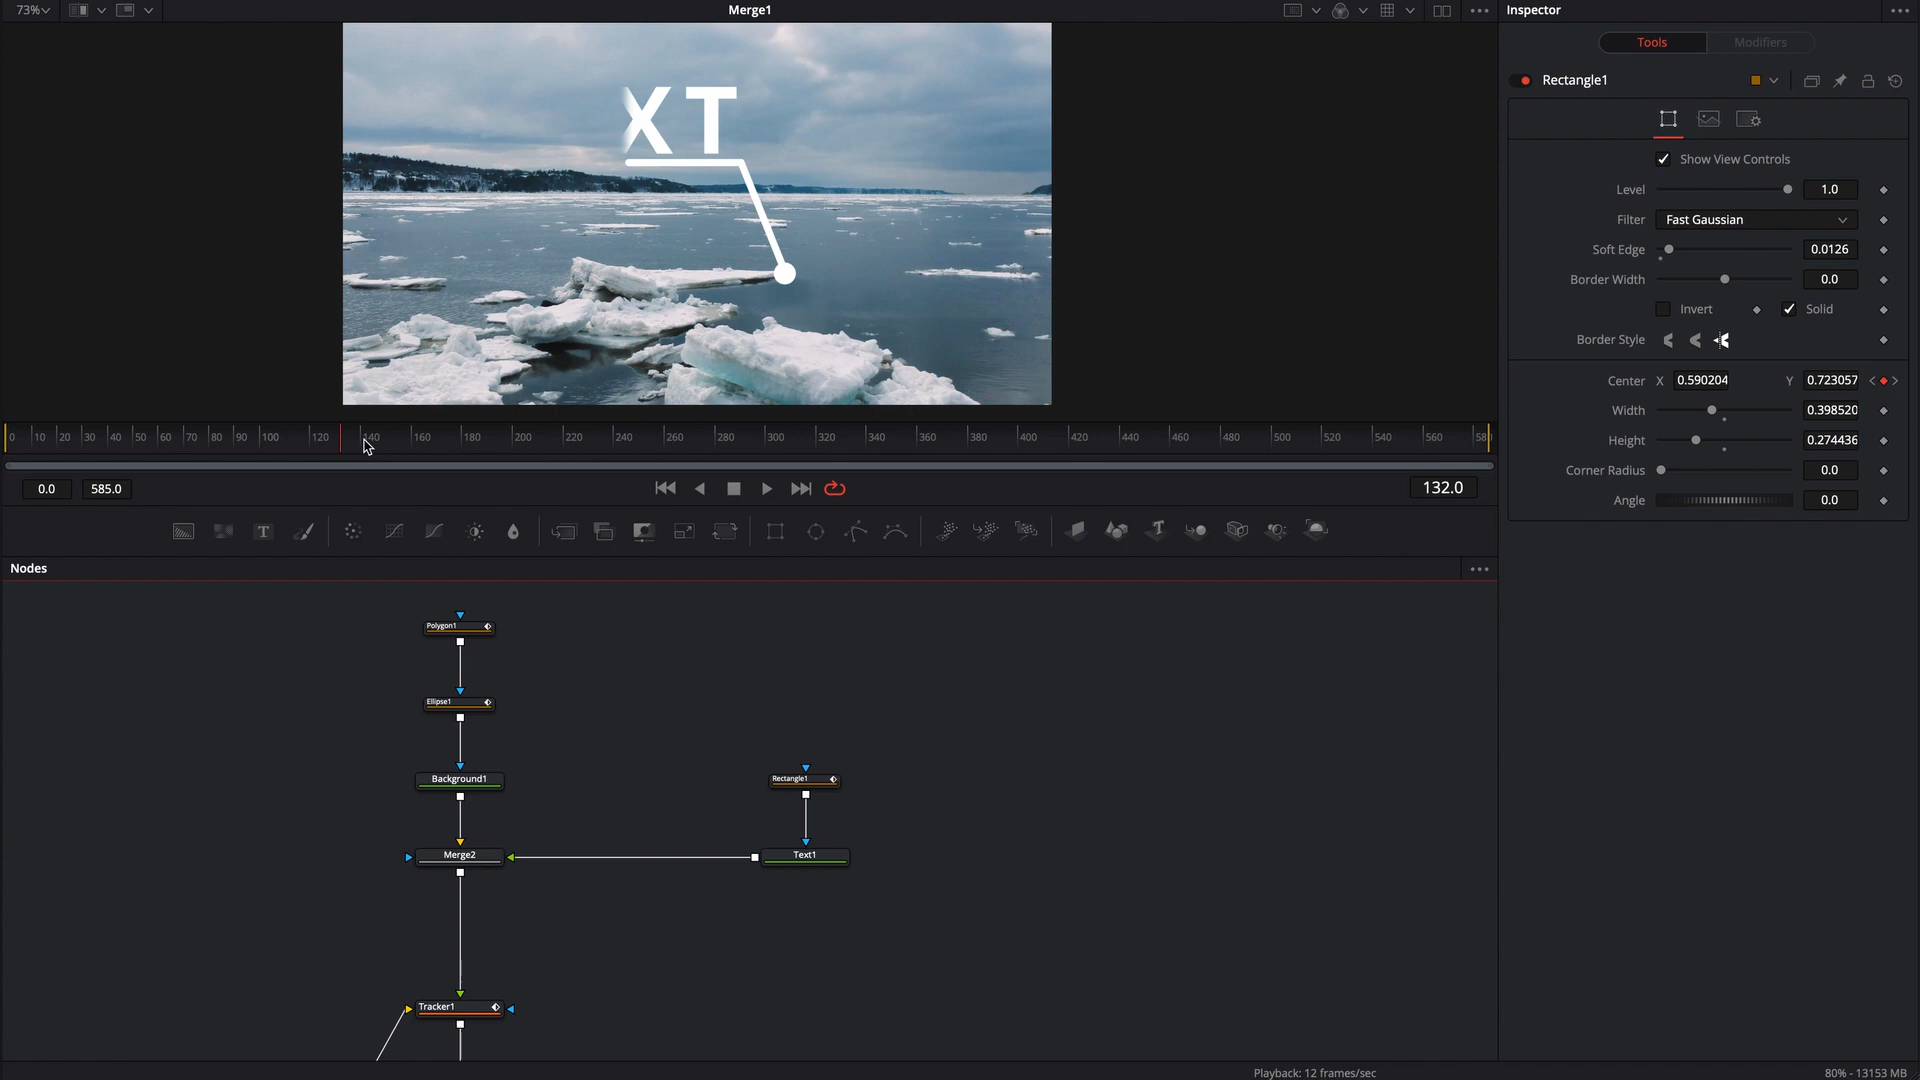 73%
Merge1
Inspector
Tools
Modifiers
Rectangle1
XT
Show View Controls
Level
1.0
Filter
Fast Gaussian
Soft Edge
0.0126
Border Width
0.0
Invert
Solid
Border Style
Center
X
0.590204
Y
0.723057
Width
0.398520
Height
0.274436
Corner Radius
0.0
Angle
0.0
0 10 20 30 40 50 60 70 80 90 100 120 140 160 180 200 220 240 260 280 300 320 340 360 380 400 420 440 460 480 500 520 540 560 58
0.0
585.0
132.0
Nodes
Polygon1
Ellipse1
Background1
Rectangle1
Merge2
Text1
Tracker1
Playback: 12 frames/sec
80% - 13153 MB